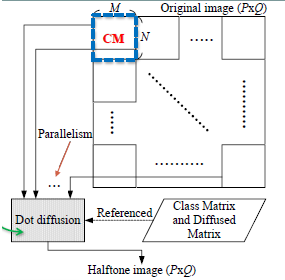 M Original image (PxQ)
CM N
Parallelism
Dot diffusion
Referenced
Class Matrix
and Diffused
Matrix
Halftone image (PxQ)